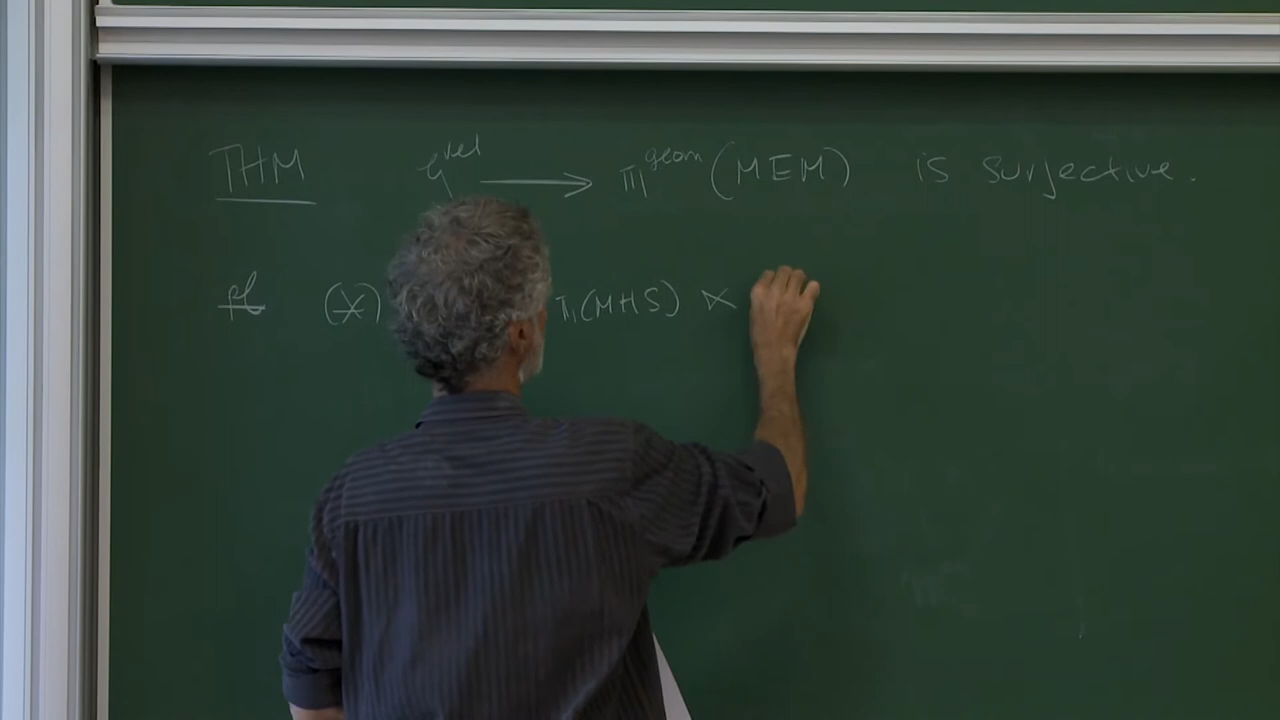 THM 𝒢^rel ⟶ π₁^geom (MEM) is surjective.
pf (*) π₁(MHS) ⋉